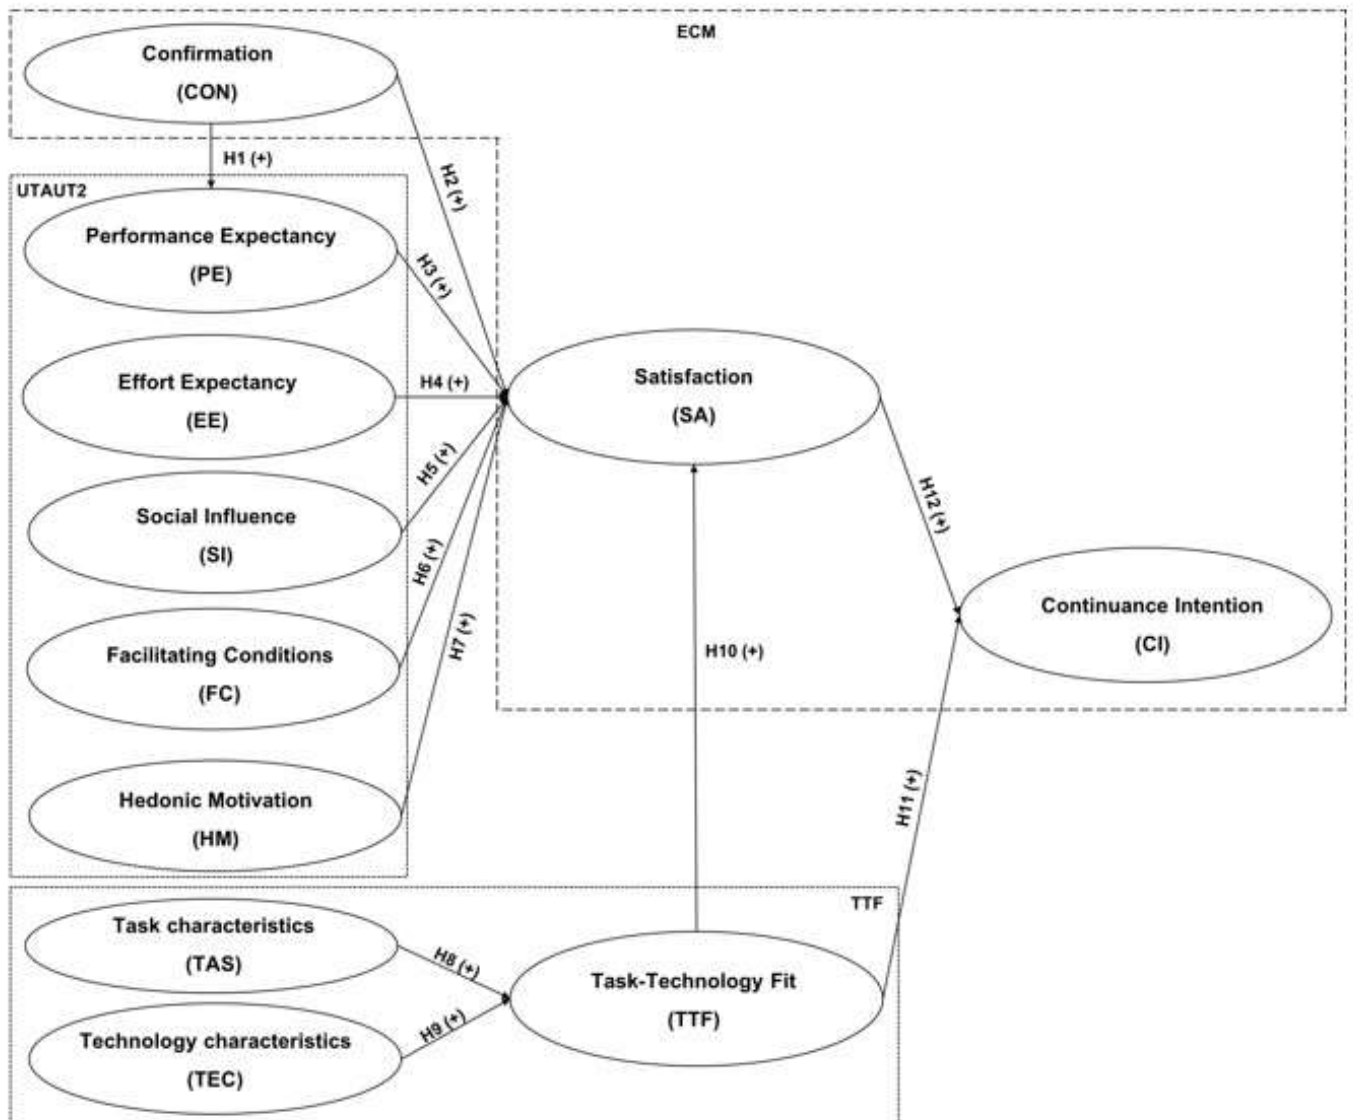 ECM
Confirmation
(CON)
H1 (+)
H2 (+)
UTAUT2
Performance Expectancy
(PE)
H3 (+)
Effort Expectancy
(EE)
H4 (+)
Satisfaction
(SA)
Social Influence
(SI)
H5 (+)
H6 (+)
H12 (+)
Facilitating Conditions
(FC)
H7 (+)
H10 (+)
Continuance Intention
(CI)
Hedonic Motivation
(HM)
H11 (+)
TTF
Task characteristics
(TAS)
H8 (+)
Task-Technology Fit
(TTF)
H9 (+)
Technology characteristics
(TEC)